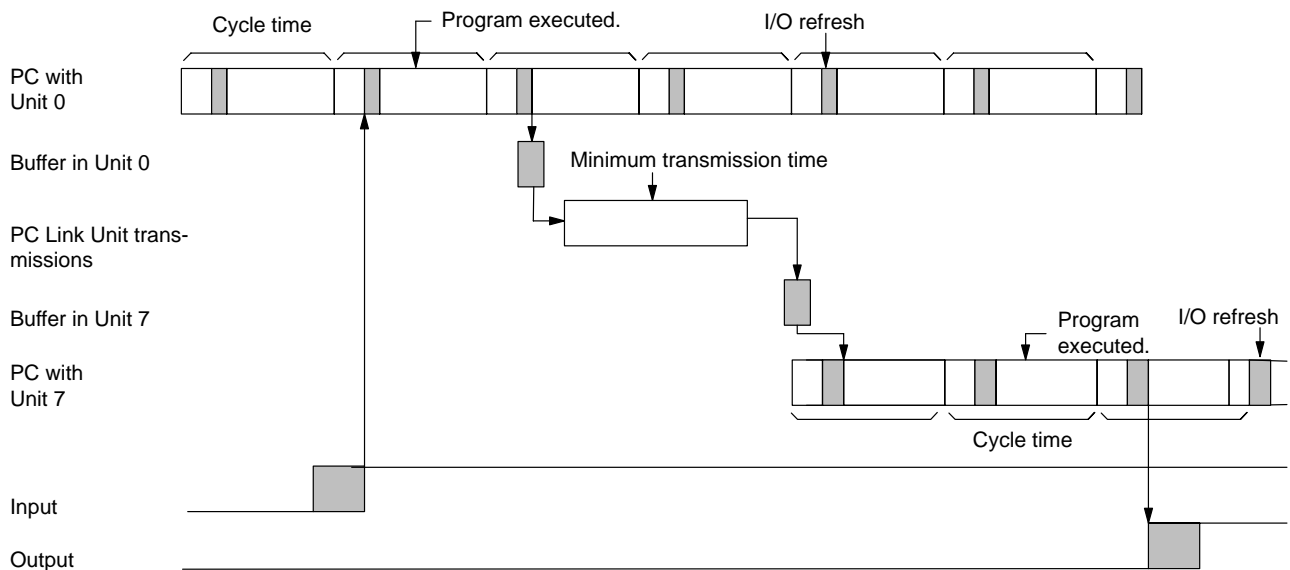 Cycle time
Program executed.
I/O refresh
PC with
Unit 0
Buffer in Unit 0
Minimum transmission time
PC Link Unit trans-
missions
Buffer in Unit 7
Program
executed.
I/O refresh
PC with
Unit 7
Cycle time
Input
Output